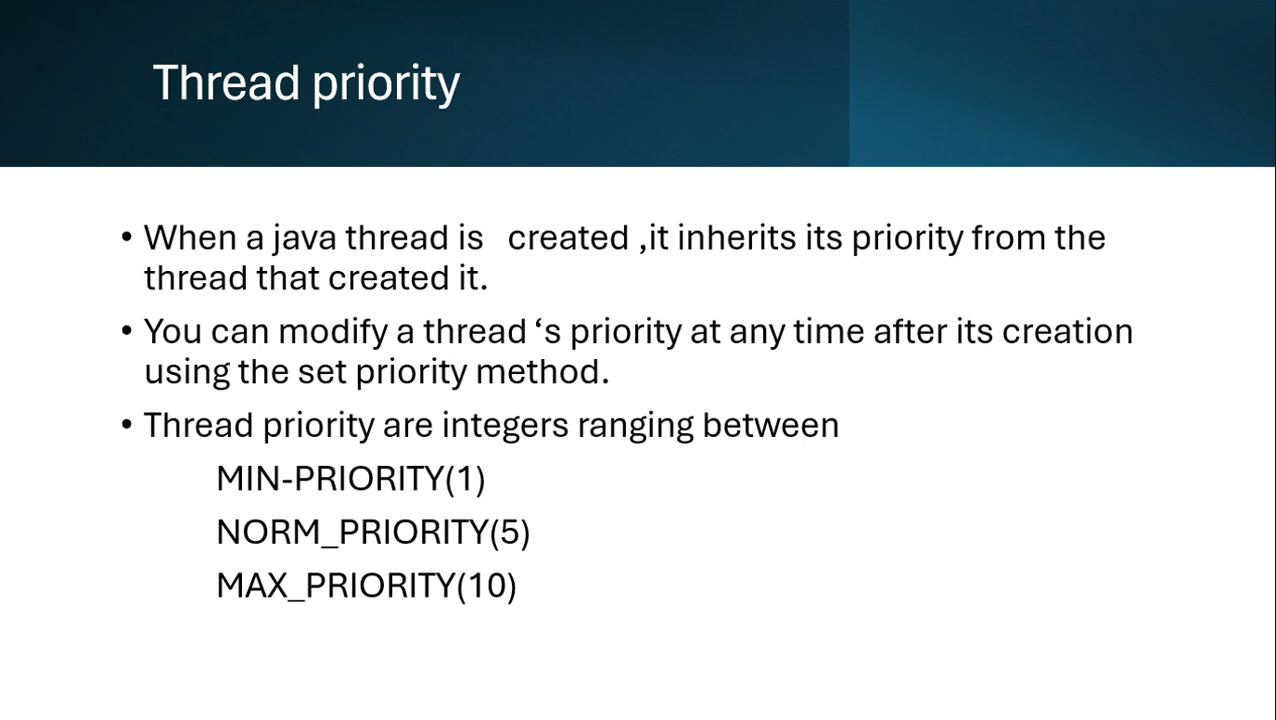 Thread priority
• When a java thread is   created ,it inherits its priority from the
thread that created it.
• You can modify a thread ‘s priority at any time after its creation
using the set priority method.
• Thread priority are integers ranging between
MIN-PRIORITY(1)
NORM_PRIORITY(5)
MAX_PRIORITY(10)